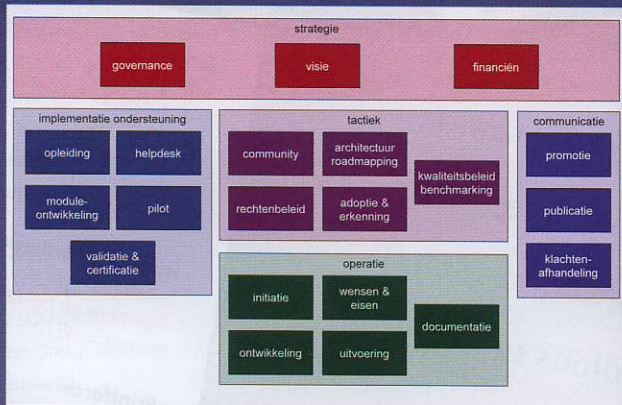 strategie
governance
visie
financiën
implementatie ondersteuning
opleiding
helpdesk
module-
ontwikkeling
pilot
validatie &
certificatie
tactiek
community
architectuur
roadmapping
kwaliteitsbeleid
benchmarking
rechtenbeleid
adoptie &
erkenning
communicatie
promotie
publicatie
klachten-
afhandeling
operatie
initiatie
wensen &
eisen
documentatie
ontwikkeling
uitvoering